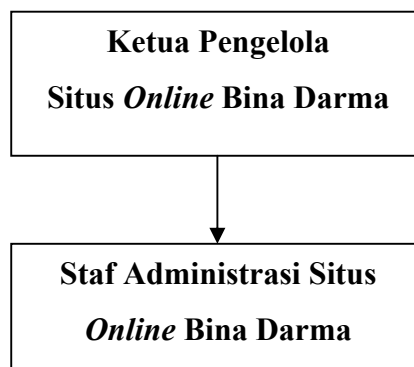 Ketua Pengelola
Situs Online Bina Darma
Staf Administrasi Situs
Online Bina Darma